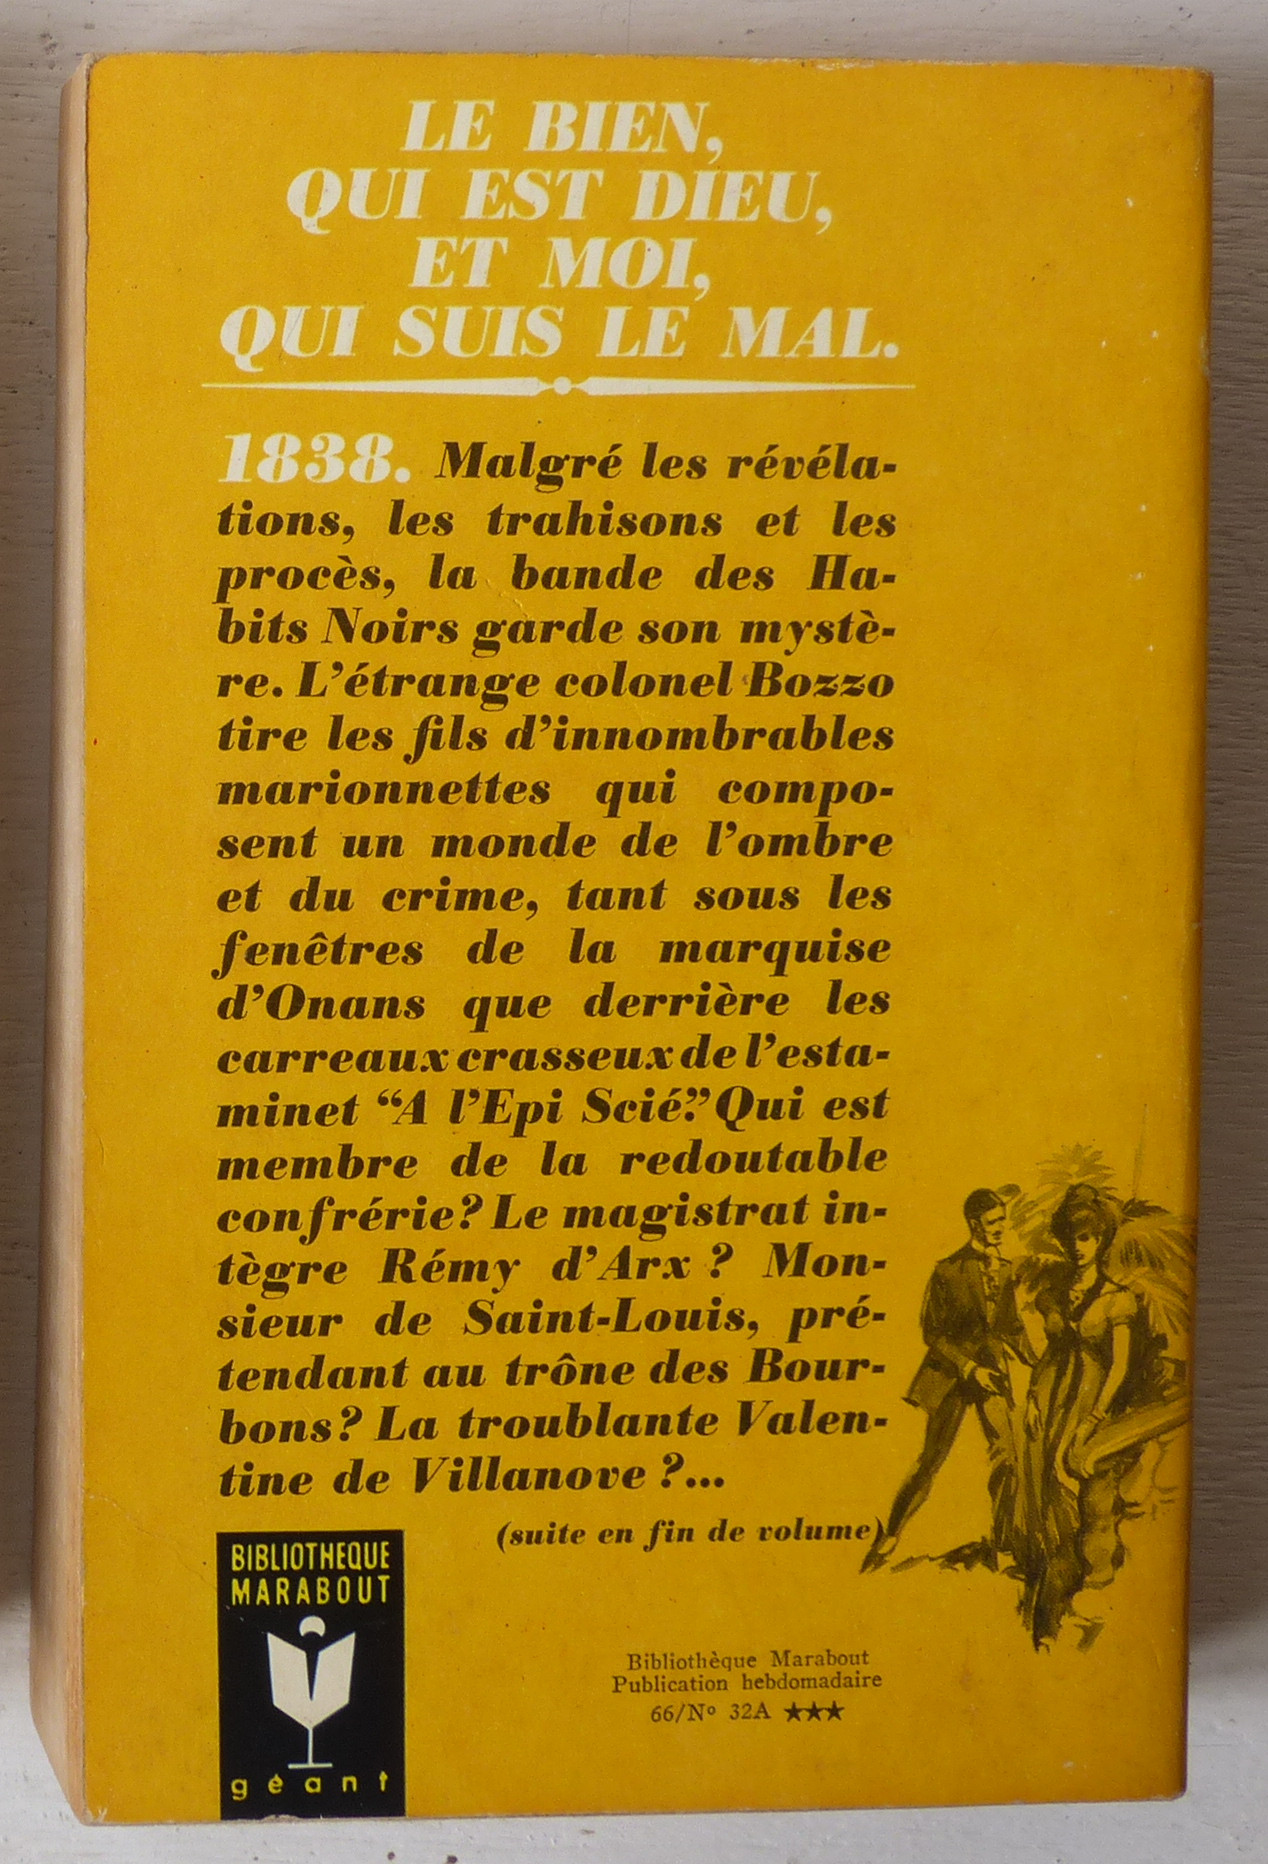 LE BIEN,
QUI EST DIEU,
ET MOI,
QUI SUIS LE MAL.
1838. Malgré les révéla-
tions, les trahisons et les
procès, la bande des Ha-
bits Noirs garde son mystè-
re. L'étrange colonel Bozzo
tire les fils d'innombrables
marionnettes qui compo-
sent un monde de l'ombre
et du crime, tant sous les
fenêtres de la marquise
d'Onans que derrière les
carreaux crasseux de l'esta-
minet “A l'Epi Scié”. Qui est
membre de la redoutable
confrérie? Le magistrat in-
tègre Rémy d'Arx ? Mon-
sieur de Saint-Louis, pré-
tendant au trône des Bour-
bons? La troublante Valen-
tine de Villanove ?...
(suite en fin de volume)
BIBLIOTHEQUE
MARABOUT
géant
Bibliothèque Marabout
Publication hebdomadaire
66/Nº 32A ★★★